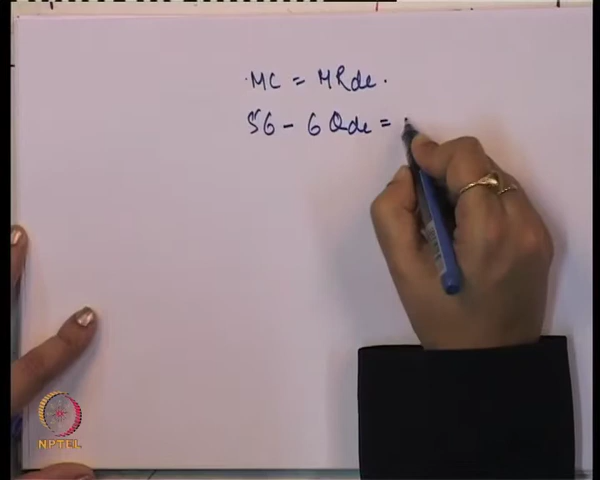 MC = MRde.
56 - 6Qde =
NPTEL